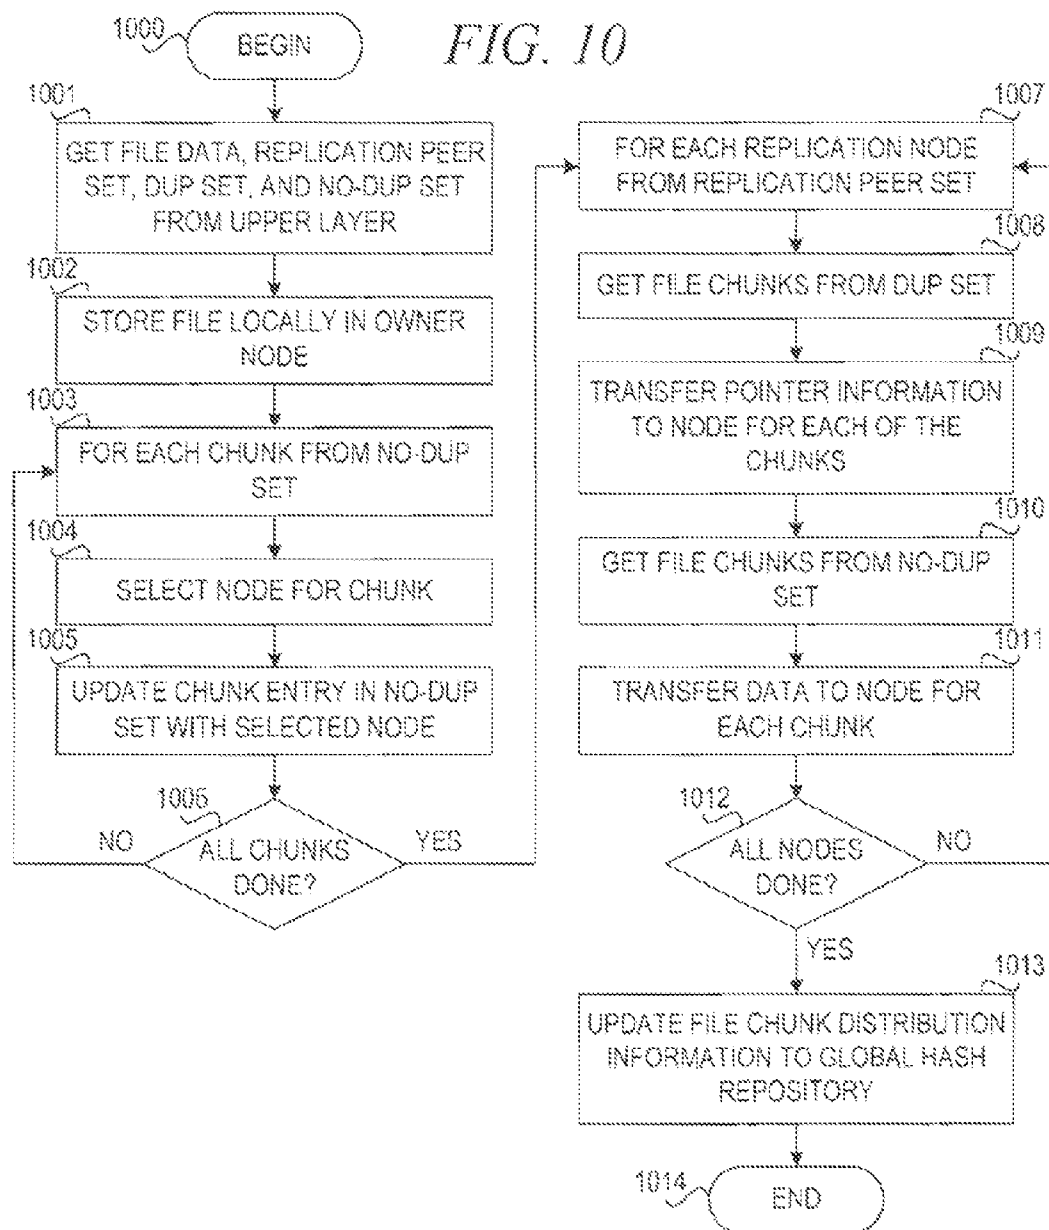 FIG. 10
1000
BEGIN
1001
GET FILE DATA, REPLICATION PEER
SET, DUP SET, AND NO-DUP SET
FROM UPPER LAYER
1002
STORE FILE LOCALLY IN OWNER
NODE
1003
FOR EACH CHUNK FROM NO-DUP
SET
1004
SELECT NODE FOR CHUNK
1005
UPDATE CHUNK ENTRY IN NO-DUP
SET WITH SELECTED NODE
1006
NO
ALL CHUNKS
DONE?
YES
1007
FOR EACH REPLICATION NODE
FROM REPLICATION PEER SET
1008
GET FILE CHUNKS FROM DUP SET
1009
TRANSFER POINTER INFORMATION
TO NODE FOR EACH OF THE
CHUNKS
1010
GET FILE CHUNKS FROM NO-DUP
SET
1011
TRANSFER DATA TO NODE FOR
EACH CHUNK
1012
ALL NODES
DONE?
NO
YES
1013
UPDATE FILE CHUNK DISTRIBUTION
INFORMATION TO GLOBAL HASH
REPOSITORY
1014
END